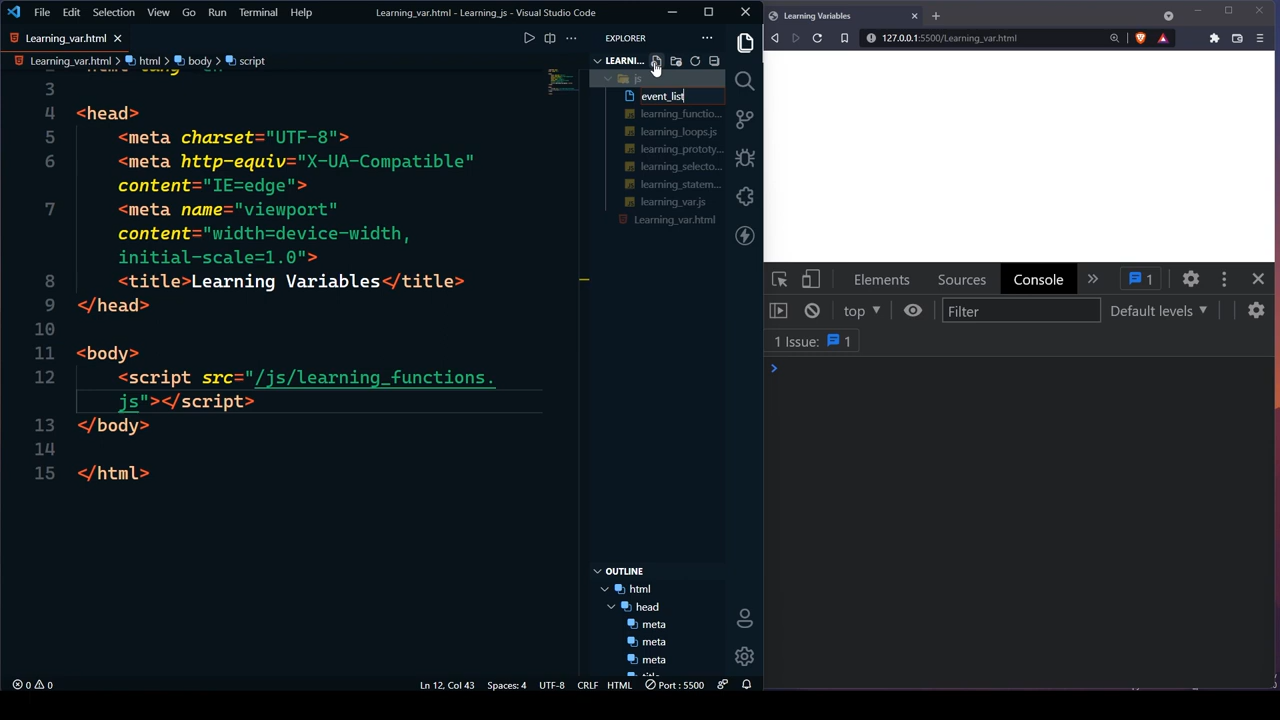 File Edit Selection View Go Run Terminal Help Learning_var.html - Learning_js - Visual Studio Code
Learning_var.html
Learning_var.html > html > body > script
3
4 <head>
5 <meta charset="UTF-8">
6 <meta http-equiv="X-UA-Compatible"
content="IE=edge">
7 <meta name="viewport"
content="width=device-width,
initial-scale=1.0">
8 <title>Learning Variables</title>
9 </head>
10
11 <body>
12 <script src="/js/learning_functions.
js"></script>
13 </body>
14
15 </html>
EXPLORER
LEARNI...
js
event_list
learning_functio...
learning_loops.js
learning_prototy...
learning_selecto...
learning_statem...
learning_var.js
Learning_var.html
OUTLINE
html
head
meta
meta
meta
0 0 Ln 12, Col 43 Spaces: 4 UTF-8 CRLF HTML Port : 5500
Learning Variables
127.0.0.1:5500/Learning_var.html
Elements Sources Console 1
top Filter Default levels
1 Issue: 1